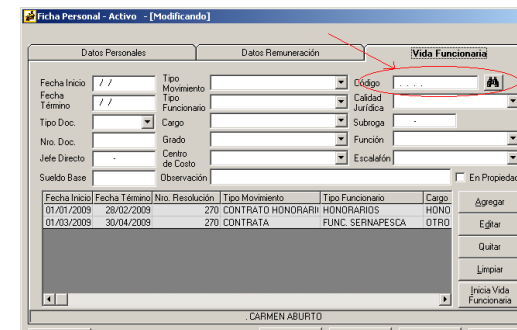 Ficha Personal - Activo - [Modificando]
Datos Personales Datos Remuneración Vida Funcionaria
Fecha Inicio / / Tipo Movimiento Código . . . .
Fecha Término / / Tipo Funcionario Calidad Jurídica
Tipo Doc. Cargo Subroga -
Nro. Doc. Grado Función
Jefe Directo - Centro de Costo Escalafón
Sueldo Base Observación En Propiedad
Fecha Inicio Fecha Término Nro. Resolución Tipo Movimiento Tipo Funcionario Cargo
01/01/2009 28/02/2009 270 CONTRATO HONORARI HONORARIOS HONO
01/03/2009 30/04/2009 270 CONTRATA FUNC. SERNAPESCA OTRO
Agregar
Editar
Quitar
Limpiar
Inicia Vida Funcionaria
. CARMEN ABURTO